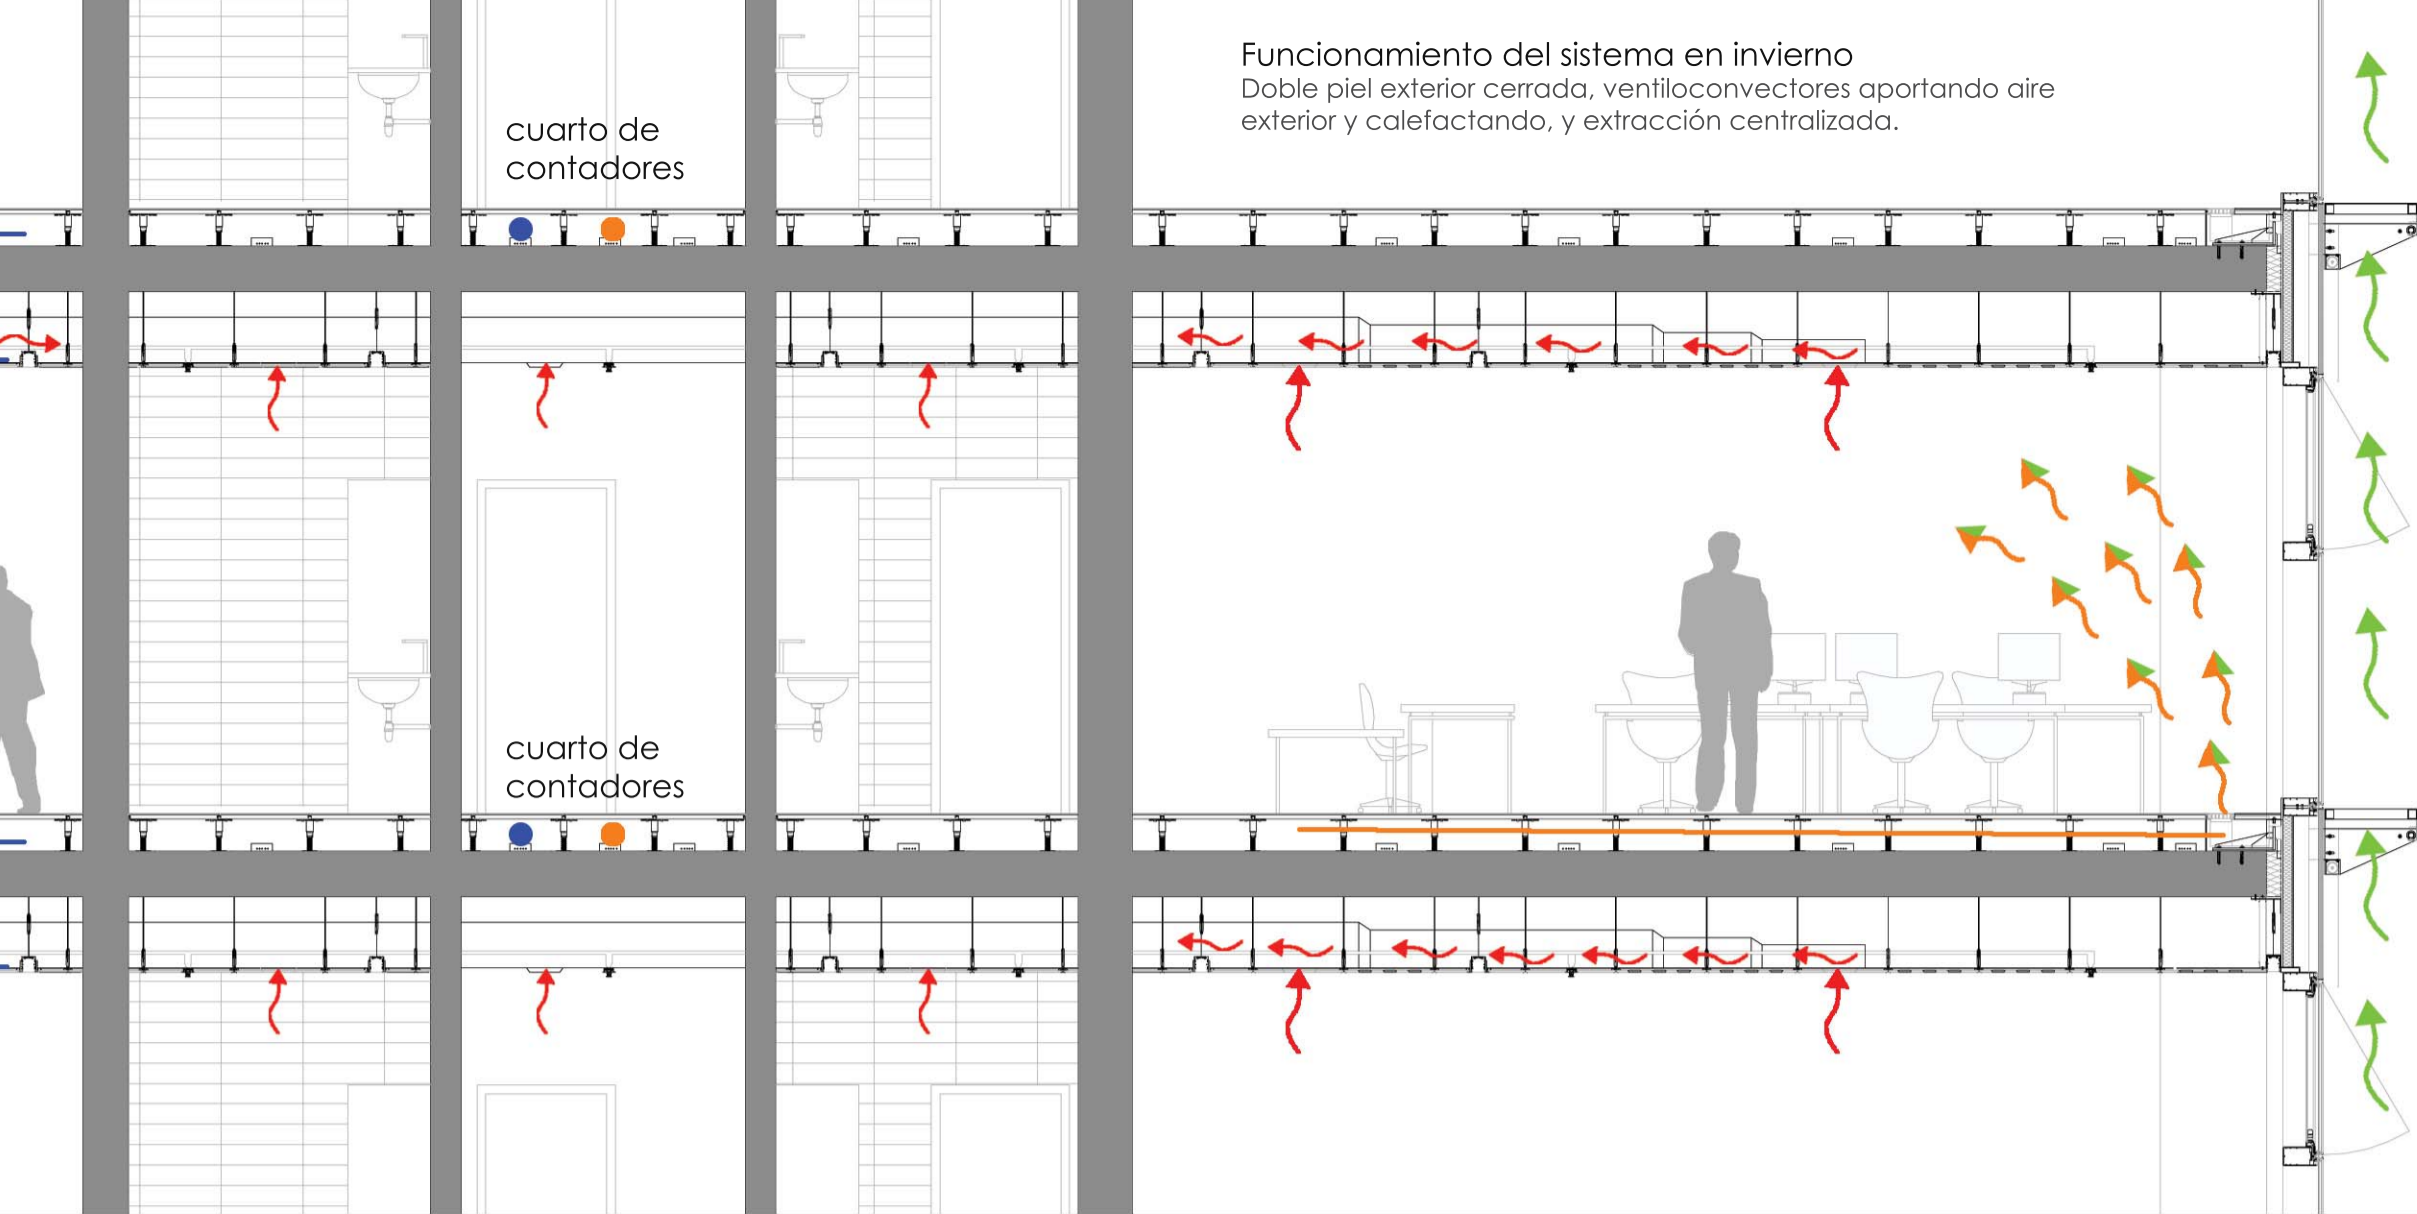 Funcionamiento del sistema en invierno
Doble piel exterior cerrada, ventiloconvectores aportando aire
exterior y calefactando, y extracción centralizada.
cuarto de
contadores
cuarto de
contadores